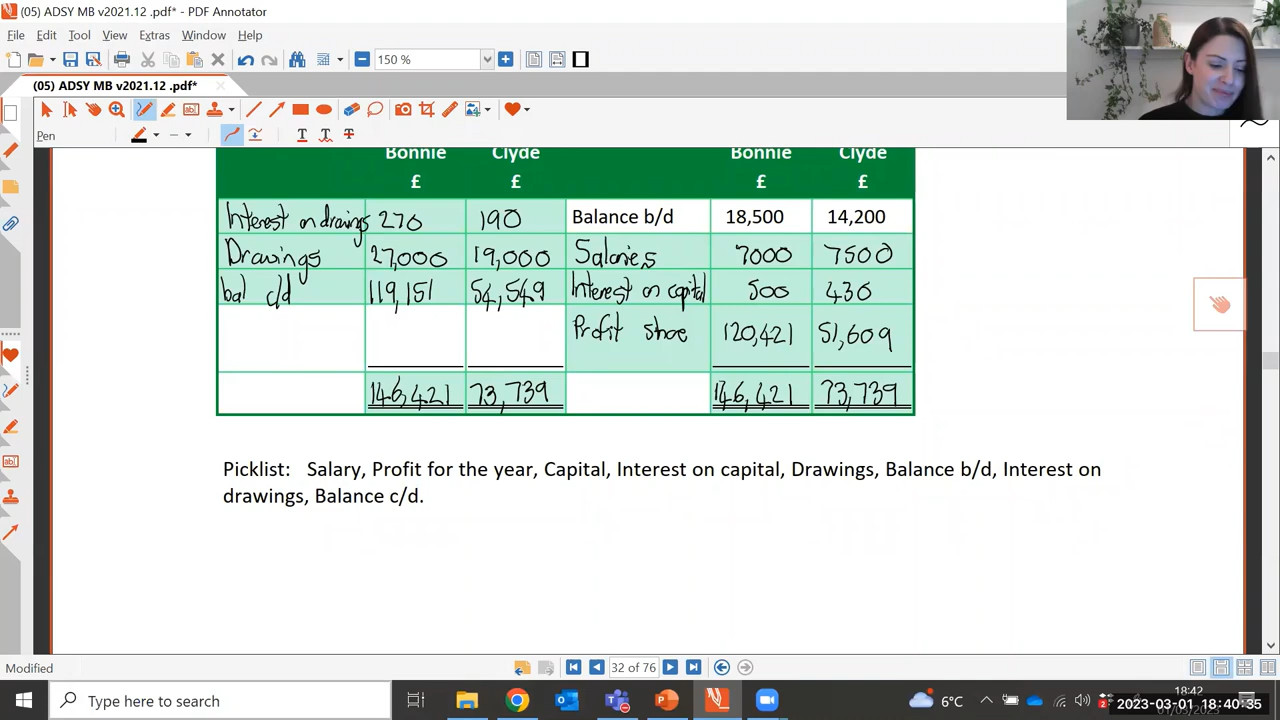 (05) ADSY MB v2021.12 .pdf* - PDF Annotator
File Edit Tool View Extras Window Help
150 %
(05) ADSY MB v2021.12 .pdf*
Pen
Bonnie Clyde Bonnie Clyde
£ £ £ £
Interest on drawings 270 190 Balance b/d 18,500 14,200
Drawings 27,000 19,000 Salaries 7000 7500
bal c/d 119,151 54,549 Interest on capital 500 430
Profit share 120,421 51,609
146,421 73,739 146,421 73,739
Picklist: Salary, Profit for the year, Capital, Interest on capital, Drawings, Balance b/d, Interest on
drawings, Balance c/d.
Modified 32 of 76
Type here to search 6°C 18:42
2023-03-01 18:40:35